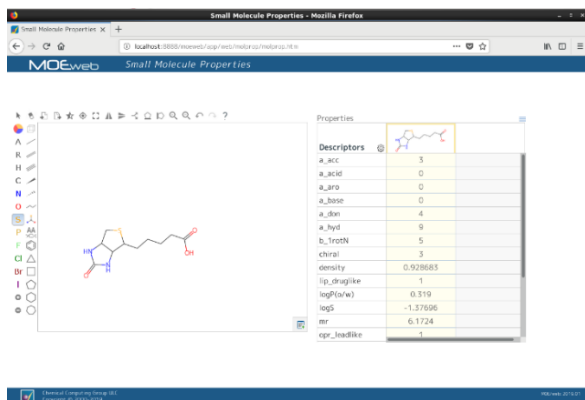 Small Molecule Properties - Mozilla Firefox
Small Molecule Properties
localhost:8888/moeweb/app/web/molprop/molprop.htm
MOEweb Small Molecule Properties
?
Properties
Descriptors
a_acc 3
a_acid 0
a_aro 0
a_base 0
a_don 4
a_hyd 9
b_1rotN 5
chiral 3
density 0.928683
lip_druglike 1
logP(o/w) 0.319
logS -1.37696
mr 6.1724
opr_leadlike 1
A
R
H
C
N
O
S
P
F
Cl
Br
I
S
HN
N
H
O
O
OH
Chemical Computing Group ULC